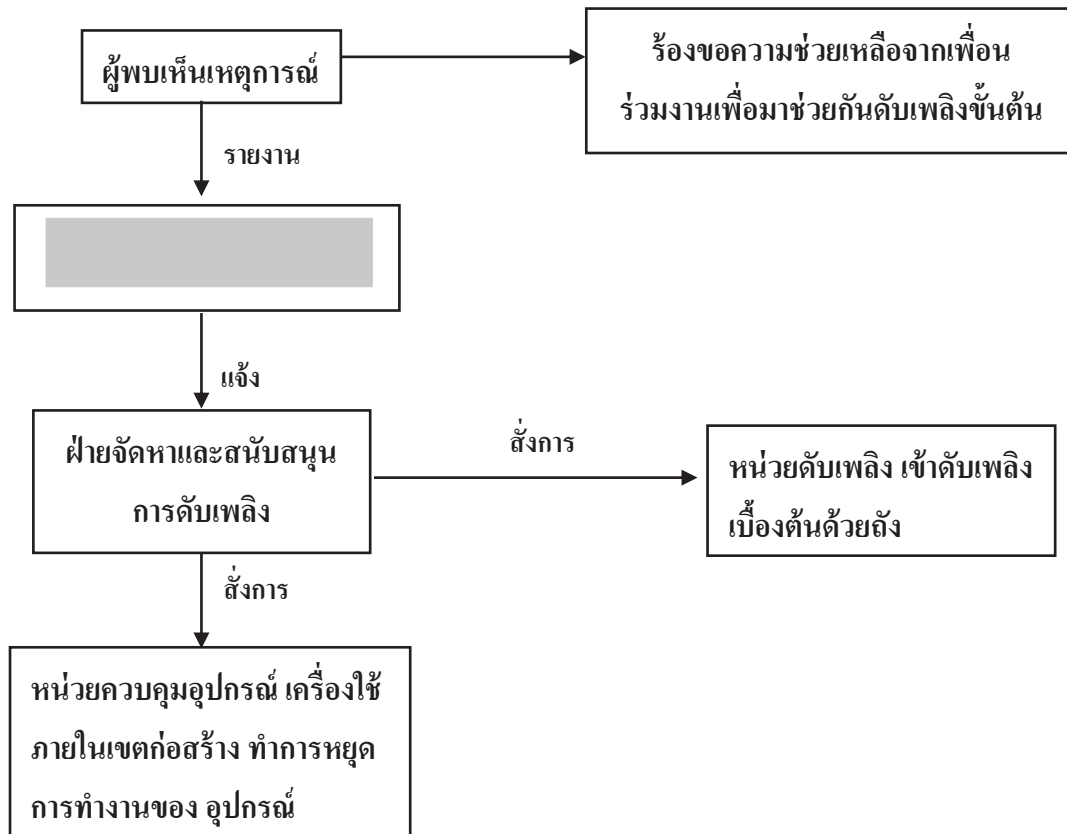 ผู้พบเห็นเหตุการณ์
ร้องขอความช่วยเหลือจากเพื่อน
ร่วมงานเพื่อมาช่วยกันดับเพลิงขั้นต้น
รายงาน
แจ้ง
ฝ่ายจัดหาและสนับสนุน
การดับเพลิง
สั่งการ
หน่วยดับเพลิง เข้าดับเพลิง
เบื้องต้นด้วยถัง
สั่งการ
หน่วยควบคุมอุปกรณ์ เครื่องใช้
ภายในเขตก่อสร้าง ทำการหยุด
การทำงานของ อุปกรณ์